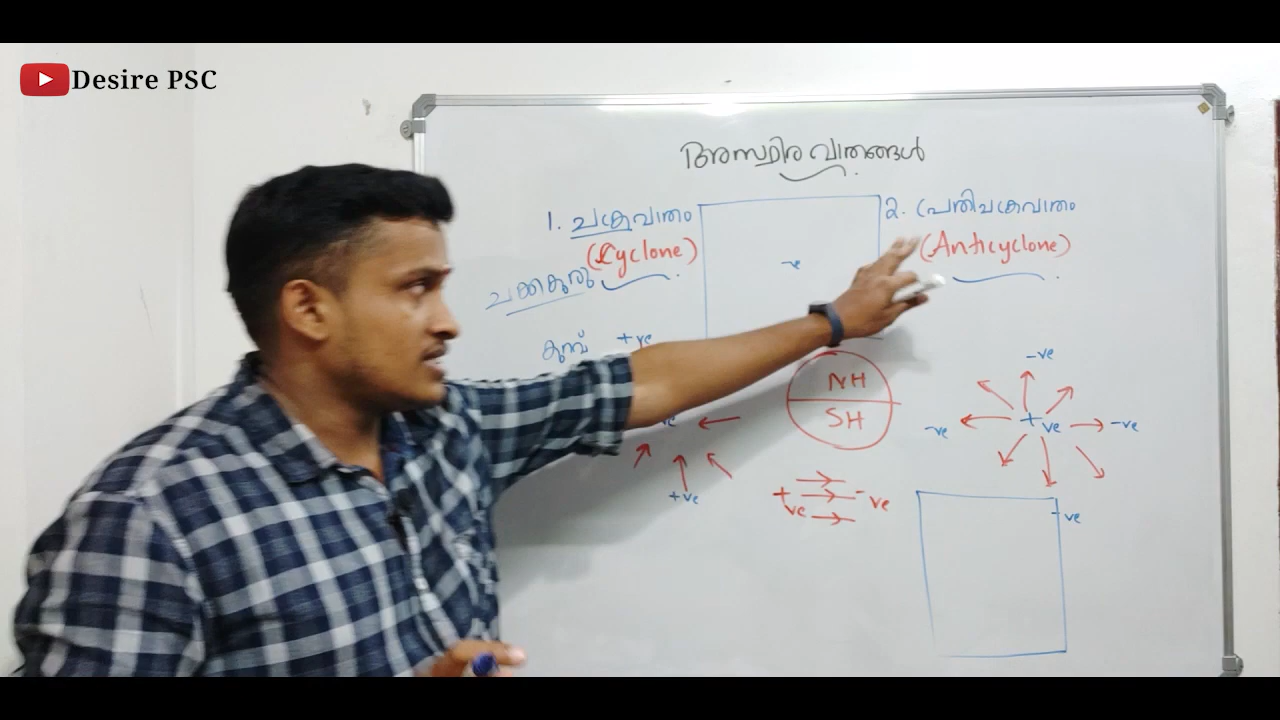 Desire PSC
അസ്ഥിര വാതങ്ങൾ
1. ചക്രവാതം
(Cyclone)
2. പ്രതിചക്രവാതം
(Anticyclone)
-ve
+ve
-ve
NH
SH
+ve
-ve
-ve
+ve
-ve
+ve
-ve
-ve